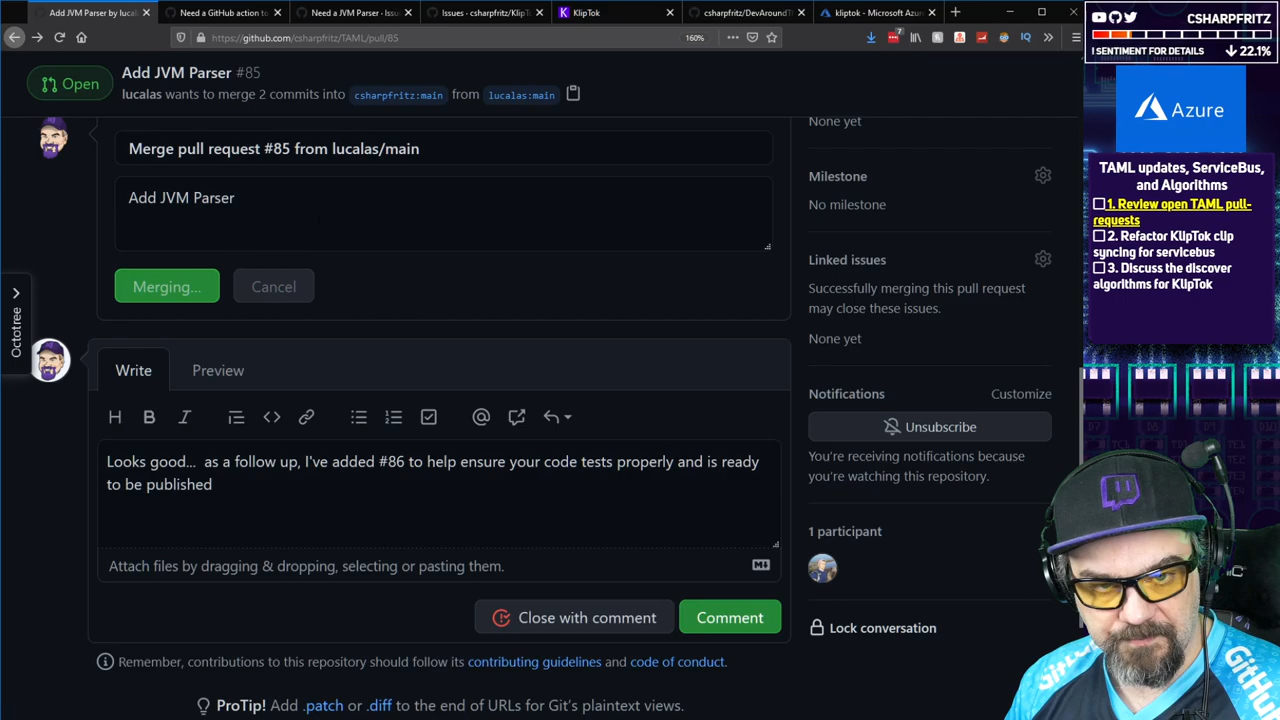 Add JVM Parser by lucal
Need a GitHub action to
Need a JVM Parser · Issu
Issues · csharpfritz/KlipT
KlipTok
csharpfritz/DevAroundT
kliptok - Microsoft Azu
https://github.com/csharpfritz/TAML/pull/85
160%
7
IQ
Open
Add JVM Parser #85
lucalas wants to merge 2 commits into csharpfritz:main from lucalas:main
Merge pull request #85 from lucalas/main
Add JVM Parser
Merging...
Cancel
None yet
Milestone
No milestone
Linked issues
Successfully merging this pull request
may close these issues.
None yet
Octotree
Write
Preview
H B I @
Looks good... as a follow up, I've added #86 to help ensure your code tests properly and is ready
to be published
Attach files by dragging & dropping, selecting or pasting them.
Close with comment
Comment
Remember, contributions to this repository should follow its contributing guidelines and code of conduct.
ProTip! Add .patch or .diff to the end of URLs for Git's plaintext views.
Notifications
Customize
Unsubscribe
You're receiving notifications because
you're watching this repository.
1 participant
Lock conversation
CSHARPFRITZ
! SENTIMENT FOR DETAILS
22.1%
Azure
TAML updates, ServiceBus,
and Algorithms
1. Review open TAML pull-
requests
2. Refactor KlipTok clip
syncing for servicebus
3. Discuss the discover
algorithms for KlipTok
GitHub